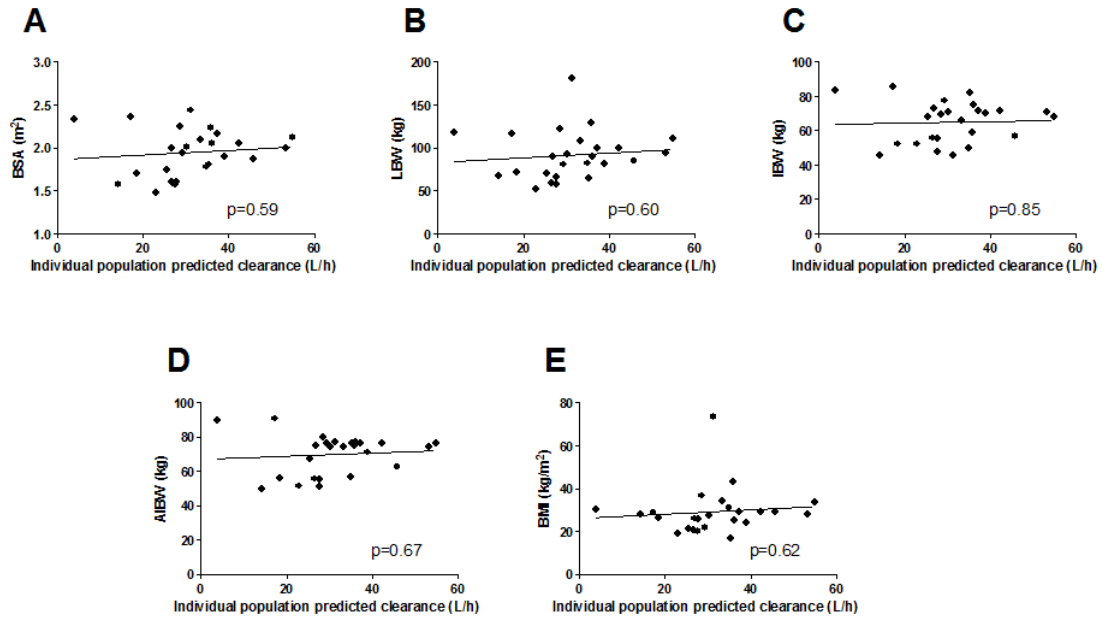 A
B
C
BSA (m²)
3.0
2.5
2.0
1.5
1.0
0
20
40
60
p=0.59
Individual population predicted clearance (L/h)
LBW (kg)
200
150
100
50
0
0
20
40
60
p=0.60
Individual population predicted clearance (L/h)
IBW (kg)
100
80
60
40
20
0
0
20
40
60
p=0.85
Individual population predicted clearance (L/h)
D
E
AIBW (kg)
100
80
60
40
20
0
0
20
40
60
p=0.67
Individual population predicted clearance (L/h)
BMI (kg/m²)
80
60
40
20
0
0
20
40
60
p=0.62
Individual population predicted clearance (L/h)